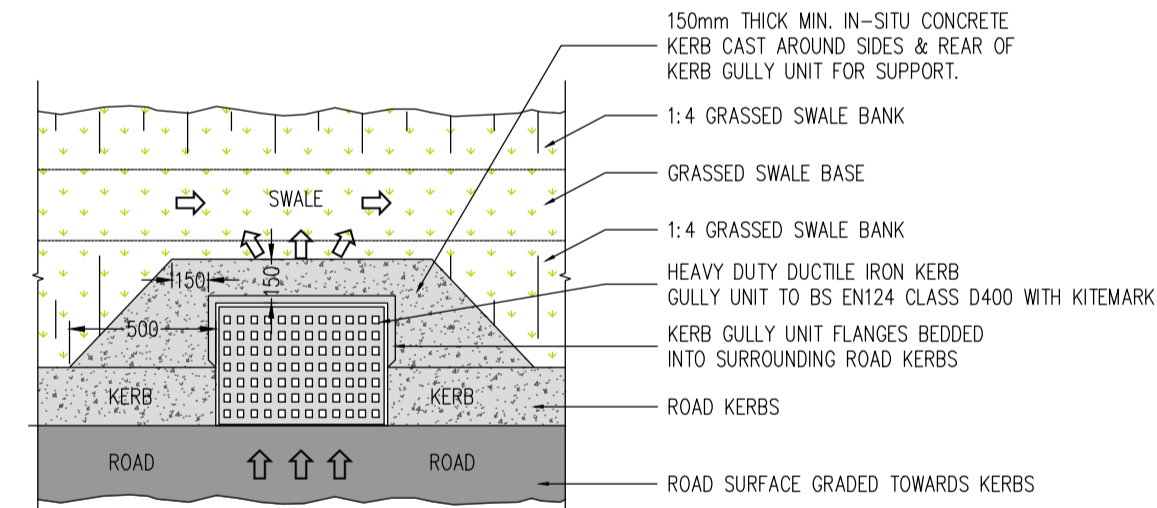 150mm THICK MIN. IN-SITU CONCRETE
KERB CAST AROUND SIDES & REAR OF
KERB GULLY UNIT FOR SUPPORT.
1:4 GRASSED SWALE BANK
GRASSED SWALE BASE
SWALE
1:4 GRASSED SWALE BANK
150
150
HEAVY DUTY DUCTILE IRON KERB
GULLY UNIT TO BS EN124 CLASS D400 WITH KITEMARK
500
KERB GULLY UNIT FLANGES BEDDED
INTO SURROUNDING ROAD KERBS
KERB
KERB
ROAD KERBS
ROAD
ROAD
ROAD SURFACE GRADED TOWARDS KERBS